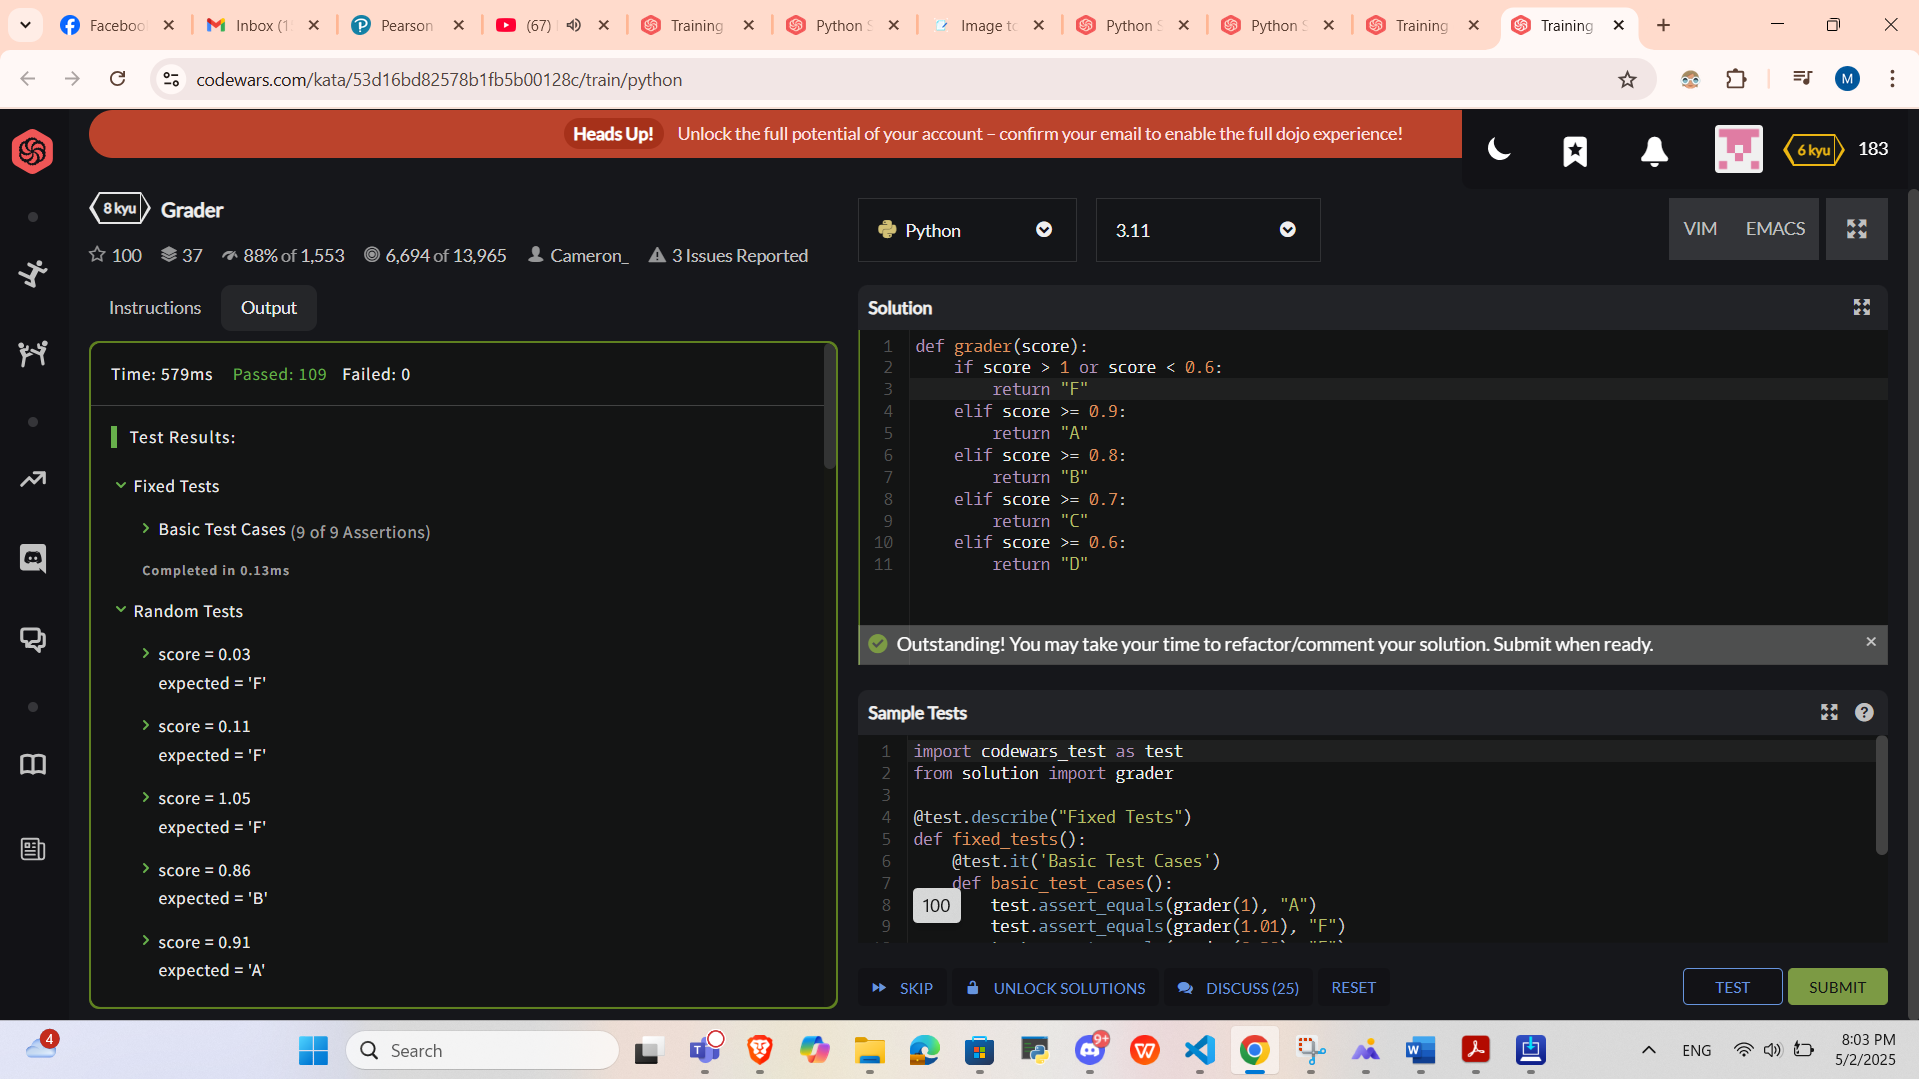 Facebook
Inbox (1
Pearson
(67)
Training
Python S
Image to
Python S
Python S
Training
Training
codewars.com/kata/53d16bd82578b1fb5b00128c/train/python
M
Heads Up! Unlock the full potential of your account – confirm your email to enable the full dojo experience!
6 kyu 183
8 kyu Grader
100 37 88% of 1,553 6,694 of 13,965 Cameron_ 3 Issues Reported
Python
3.11
VIM EMACS
Instructions Output
Time: 579ms Passed: 109 Failed: 0
Test Results:
Fixed Tests
Basic Test Cases (9 of 9 Assertions)
Completed in 0.13ms
Random Tests
score = 0.03
expected = 'F'
score = 0.11
expected = 'F'
score = 1.05
expected = 'F'
score = 0.86
expected = 'B'
score = 0.91
expected = 'A'
Solution
1 def grader(score):
2 if score > 1 or score < 0.6:
3 return "F"
4 elif score >= 0.9:
5 return "A"
6 elif score >= 0.8:
7 return "B"
8 elif score >= 0.7:
9 return "C"
10 elif score >= 0.6:
11 return "D"
Outstanding! You may take your time to refactor/comment your solution. Submit when ready.
Sample Tests
1 import codewars_test as test
2 from solution import grader
3
4 @test.describe("Fixed Tests")
5 def fixed_tests():
6 @test.it('Basic Test Cases')
7 def basic_test_cases():
8 test.assert_equals(grader(1), "A")
9 test.assert_equals(grader(1.01), "F")
100
SKIP UNLOCK SOLUTIONS DISCUSS (25) RESET
TEST SUBMIT
4
Search
9+
ENG
8:03 PM
5/2/2025